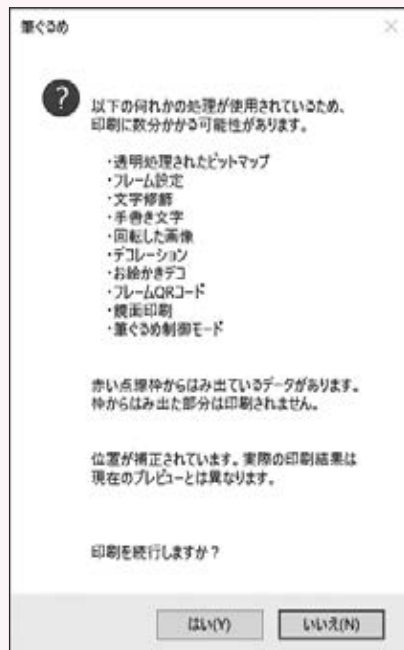 筆ぐるめ
以下の何れかの処理が使用されているため、
印刷に数分かかる可能性があります。
・透明処理されたビットマップ
・フレーム設定
・文字修飾
・手書き文字
・回転した画像
・デコレーション
・お絵かきデコ
・フレームQRコード
・鏡面印刷
・筆ぐるめ制御モード
赤い点線枠からはみ出ているデータがあります。
枠からはみ出た部分は印刷されません。
位置が補正されています。実際の印刷結果は
現在のプレビューとは異なります。
印刷を続行しますか？
はい(Y)
いいえ(N)